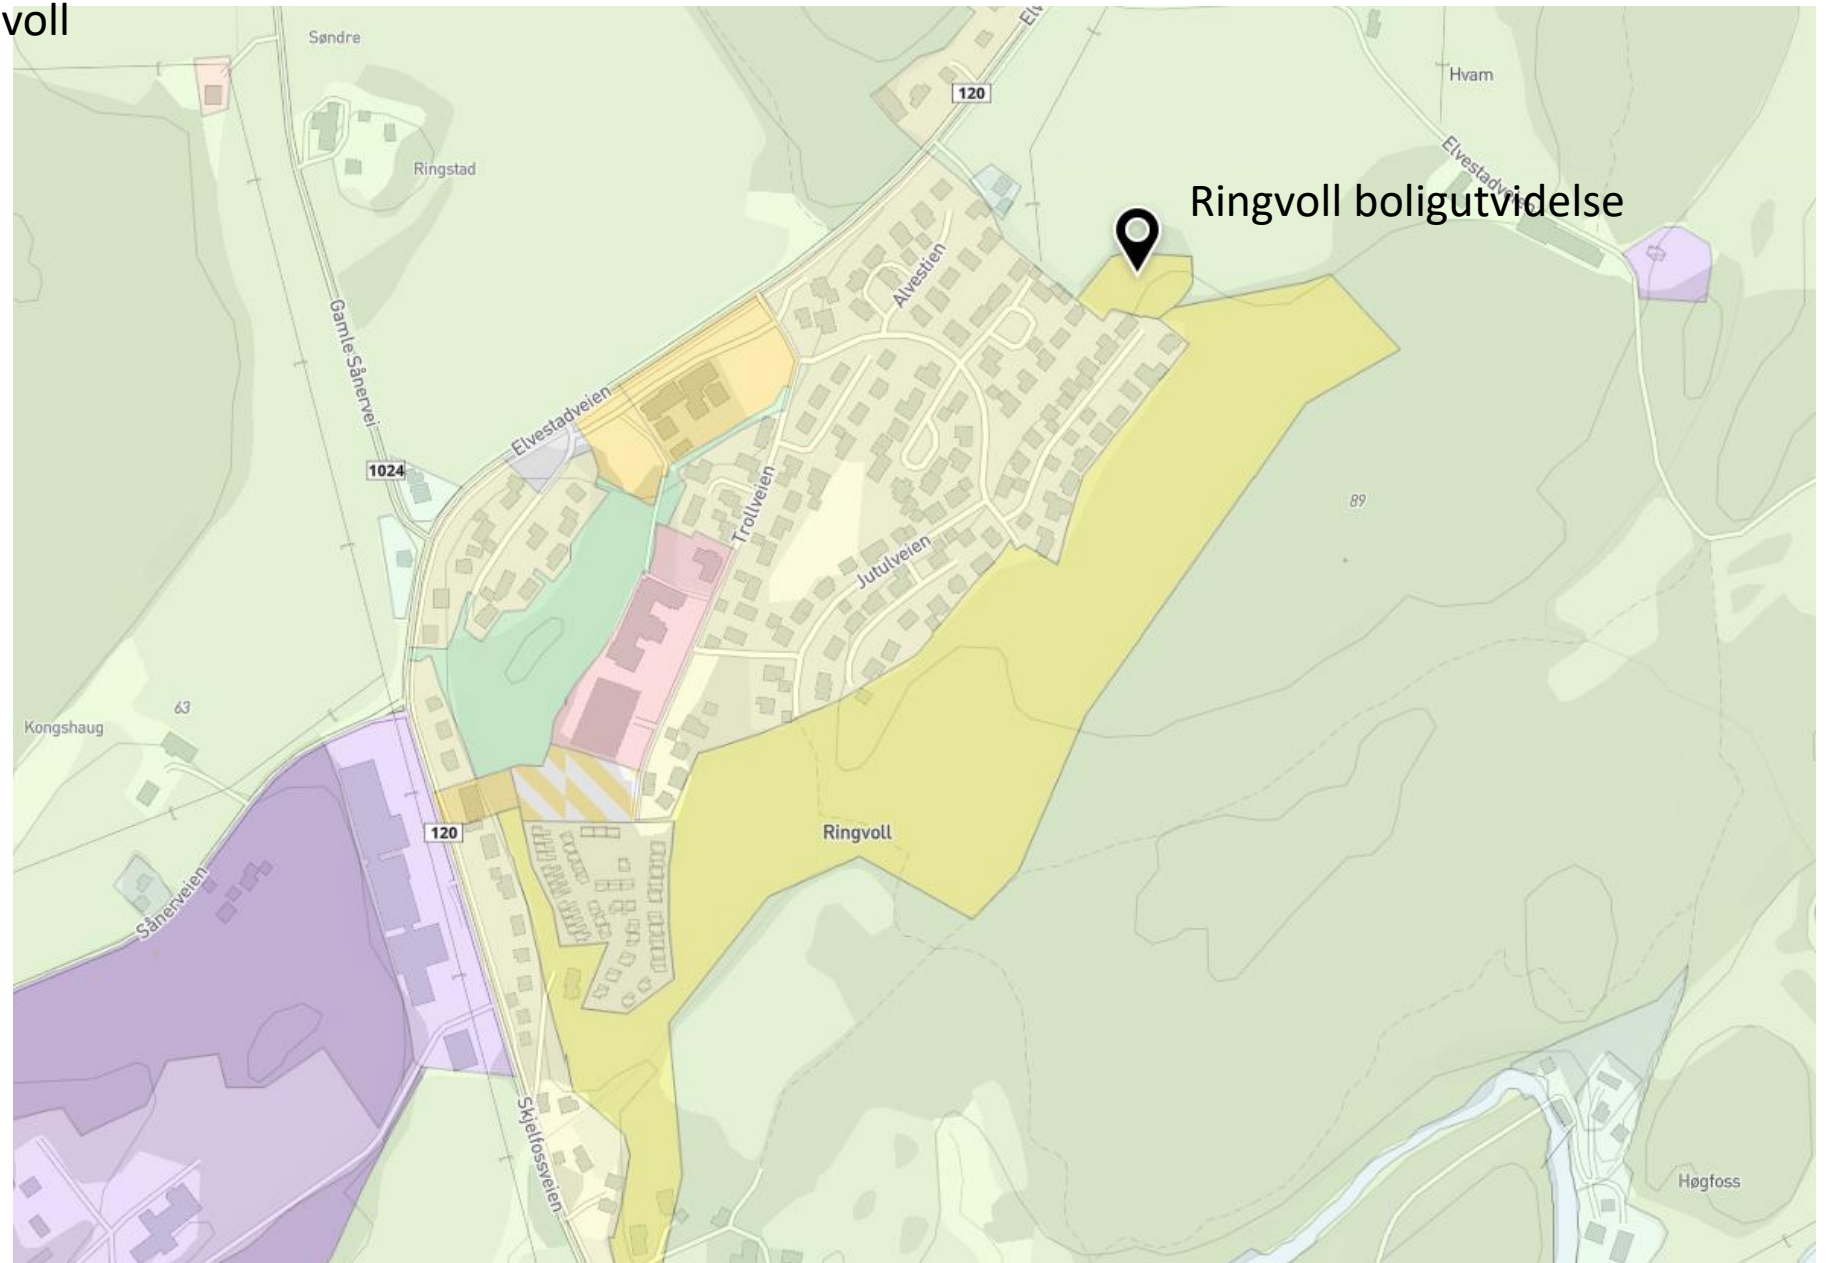 voll
Søndre
Hvam
120
Elvestadveien
Ringstad
Ringvoll boligutvidelse
Alvestien
Gamle Sånervei
Elvestadveien
1024
Trollveien
89
Jutulveien
63
Kongshaug
120
Ringvoll
Sånerveien
Skjelfossveien
Høgfoss